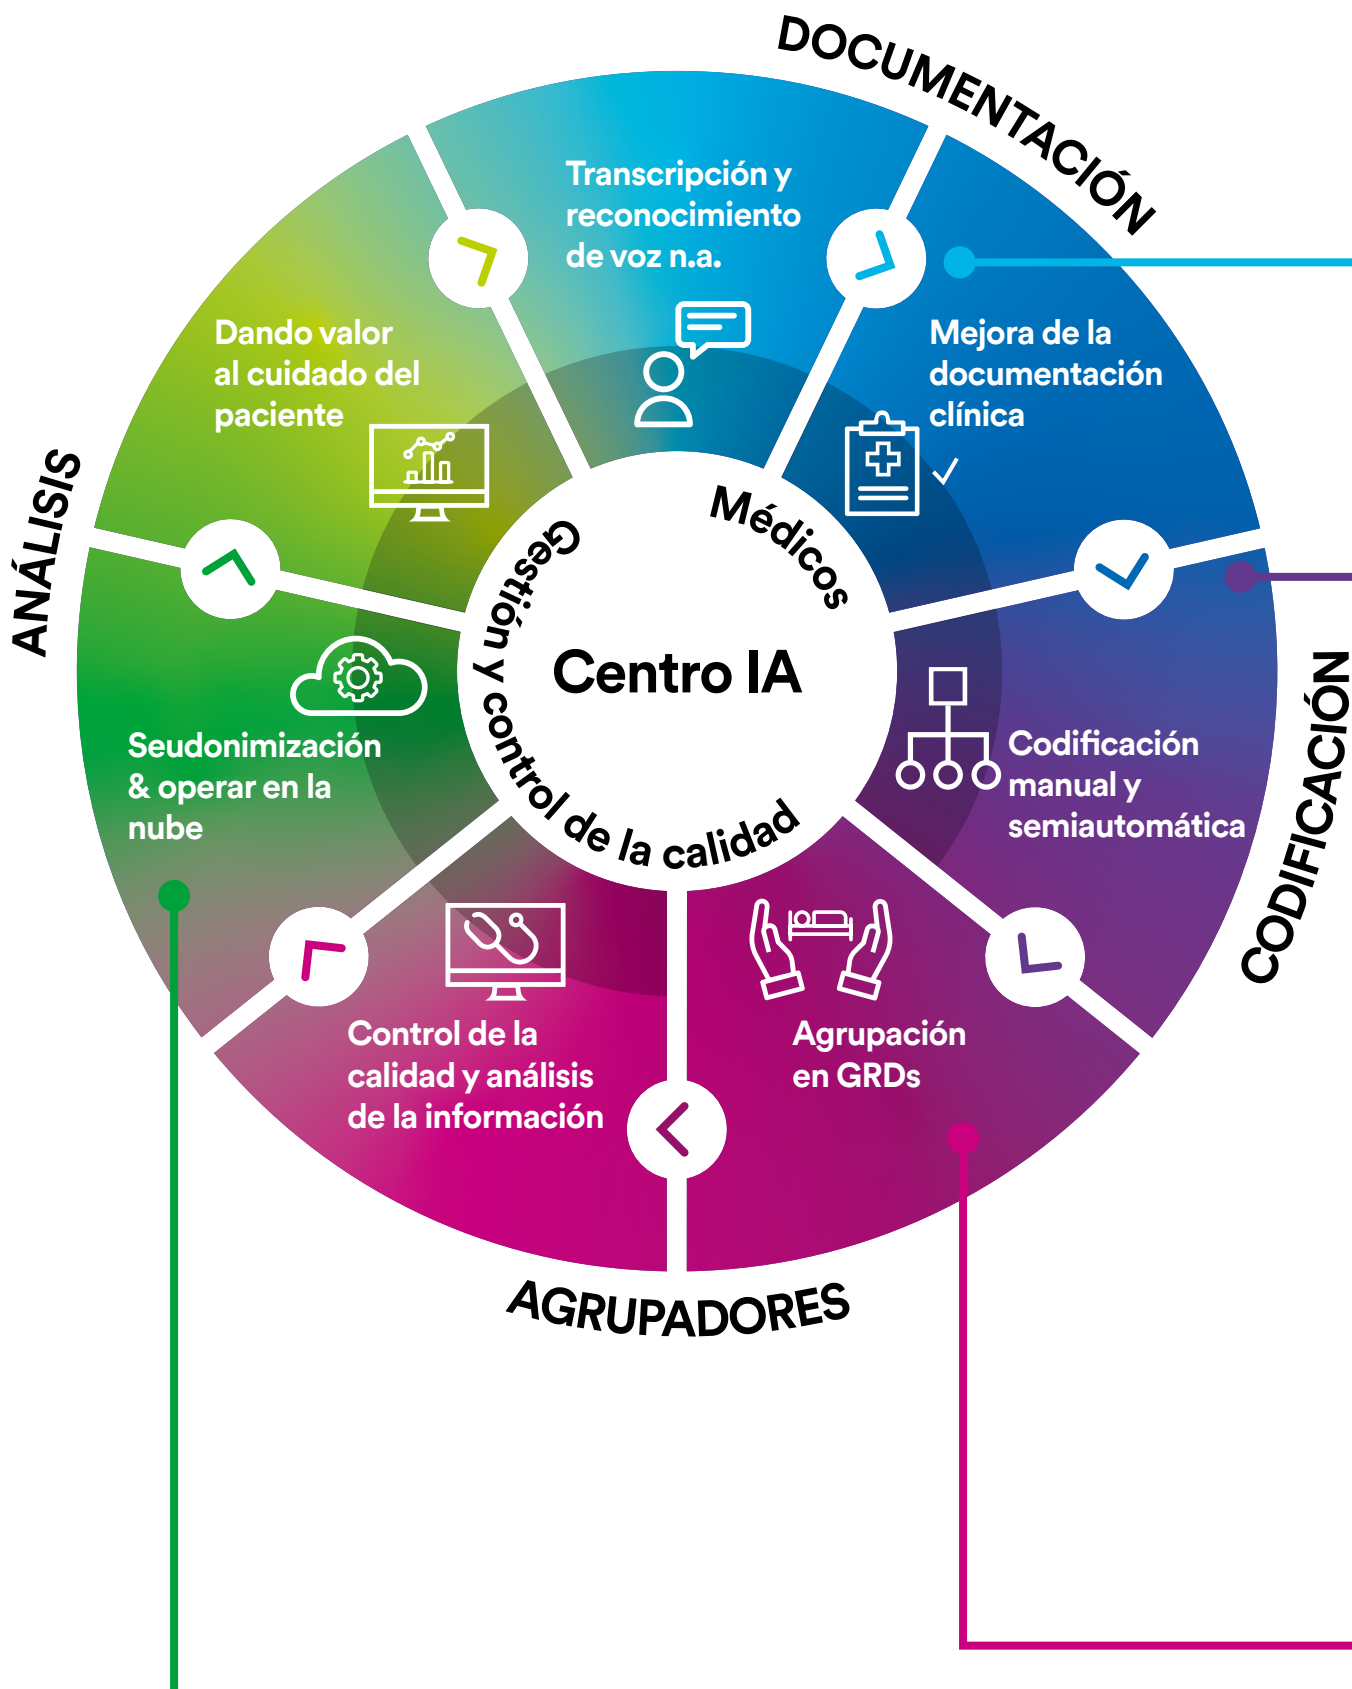 DOCUMENTACIÓN
Transcripción y
reconocimiento
de voz n.a.
Mejora de la
documentación
clínica
Dando valor
al cuidado del
paciente
ANÁLISIS
Médicos
Gestión y control de la calidad
Centro IA
Seudonimización
& operar en la
nube
Codificación
manual y
semiautomática
CODIFICACIÓN
Control de la
calidad y análisis
de la información
Agrupación
en GRDs
AGRUPADORES